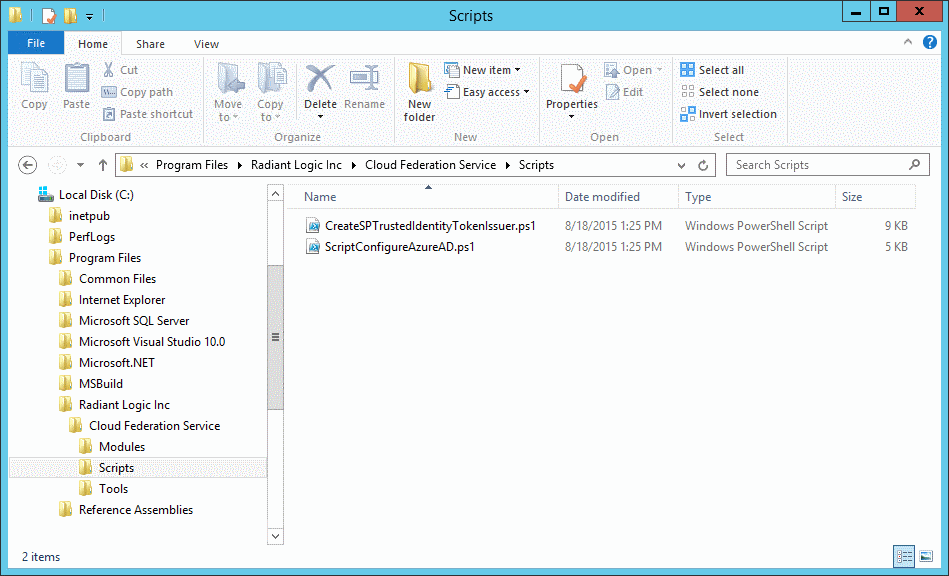 Scripts
File Home Share View
Copy
Paste
Cut
Copy path
Paste shortcut
Clipboard
Move to
Copy to
Delete
Rename
Organize
New folder
New item
Easy access
New
Properties
Open
Edit
Open
Select all
Select none
Invert selection
Select
« Program Files Radiant Logic Inc Cloud Federation Service Scripts
Search Scripts
Local Disk (C:)
inetpub
PerfLogs
Program Files
Common Files
Internet Explorer
Microsoft SQL Server
Microsoft Visual Studio 10.0
Microsoft.NET
MSBuild
Radiant Logic Inc
Cloud Federation Service
Modules
Scripts
Tools
Reference Assemblies
Name Date modified Type Size
CreateSPTrustedIdentityTokenIssuer.ps1 8/18/2015 1:25 PM Windows PowerShell Script 9 KB
ScriptConfigureAzureAD.ps1 8/18/2015 1:25 PM Windows PowerShell Script 5 KB
2 items